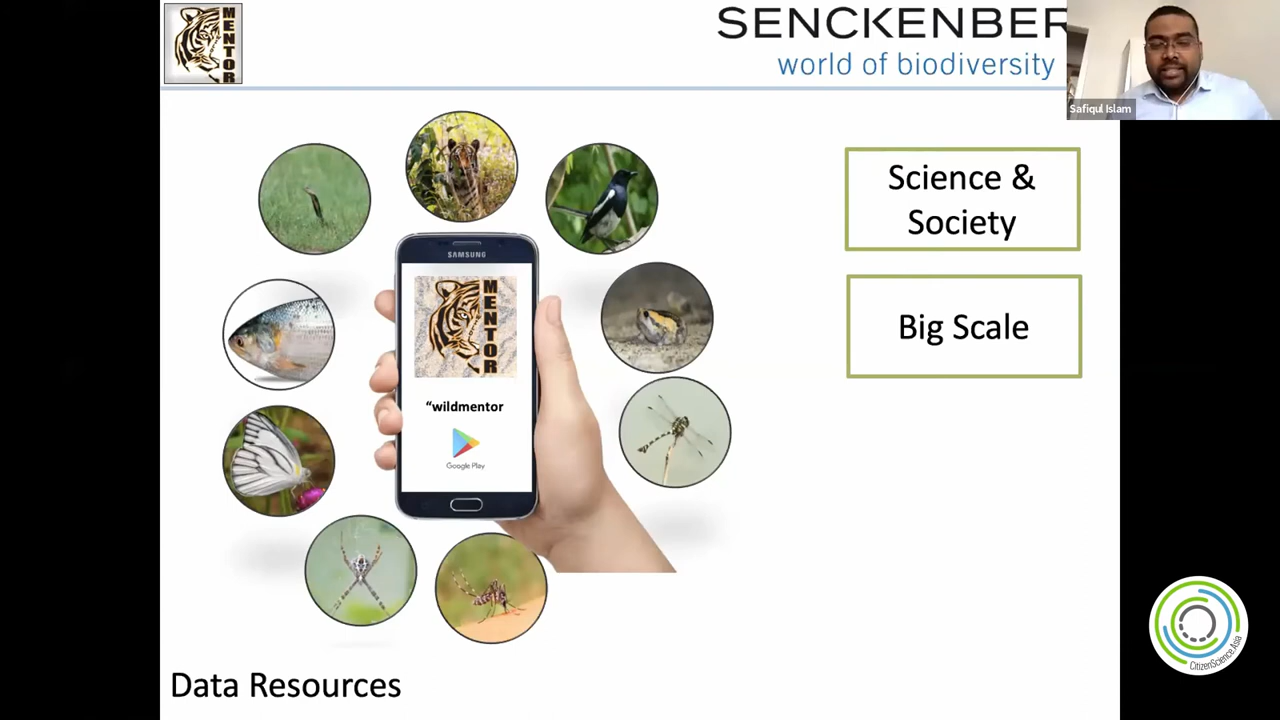 MENTOR
SENCKENBER
world of biodiversity
Safiqul Islam
Science &
Society
SAMSUNG
MENTOR
Big Scale
“wildmentor
Google Play
CitizenScience.Asia
Data Resources